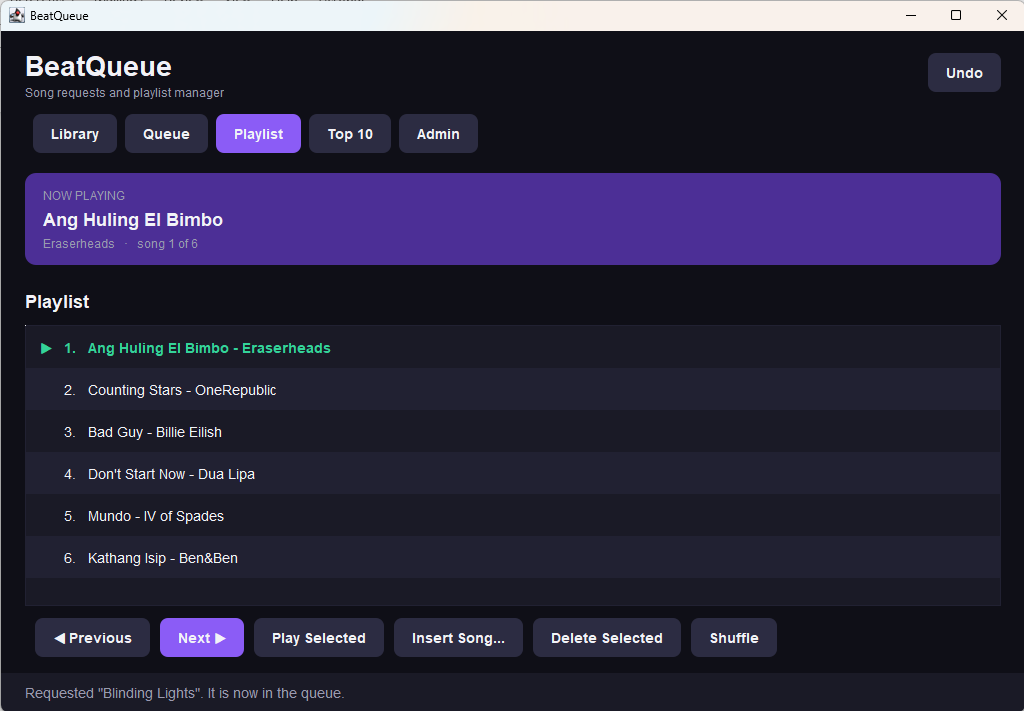 BeatQueue
BeatQueue
Song requests and playlist manager
Undo
Library Queue Playlist Top 10 Admin
NOW PLAYING
Ang Huling El Bimbo
Eraserheads · song 1 of 6
Playlist
▶ 1. Ang Huling El Bimbo - Eraserheads
2. Counting Stars - OneRepublic
3. Bad Guy - Billie Eilish
4. Don't Start Now - Dua Lipa
5. Mundo - IV of Spades
6. Kathang Isip - Ben&Ben
◀ Previous Next ▶ Play Selected Insert Song... Delete Selected Shuffle
Requested "Blinding Lights". It is now in the queue.